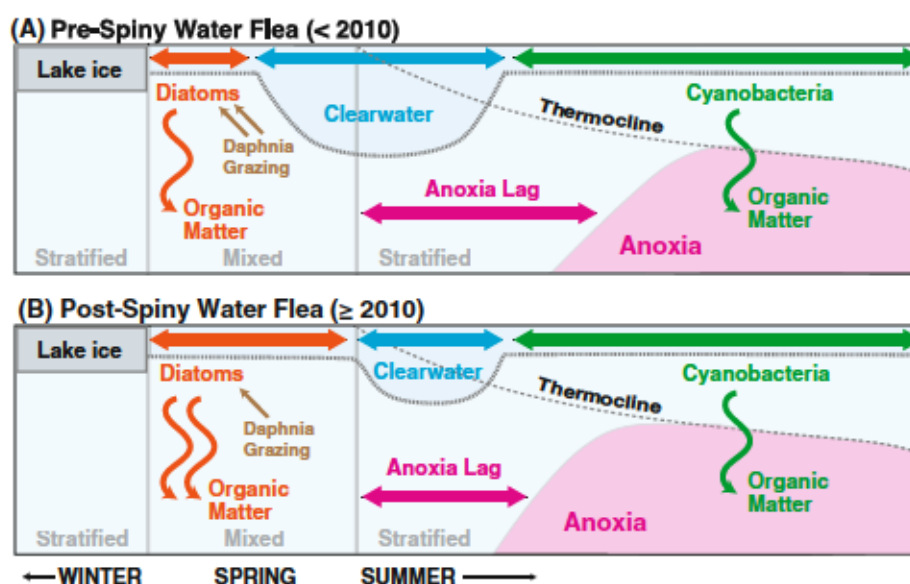 (A) Pre-Spiny Water Flea (< 2010)
Lake ice
Diatoms
Clearwater
Thermocline
Cyanobacteria
Daphnia
Grazing
Organic
Matter
Anoxia Lag
Organic
Matter
Anoxia
Stratified
Mixed
Stratified
(B) Post-Spiny Water Flea (≥ 2010)
Lake ice
Diatoms
Clearwater
Thermocline
Cyanobacteria
Daphnia
Grazing
Organic
Matter
Anoxia Lag
Organic
Matter
Anoxia
Stratified
Mixed
Stratified
WINTER SPRING SUMMER